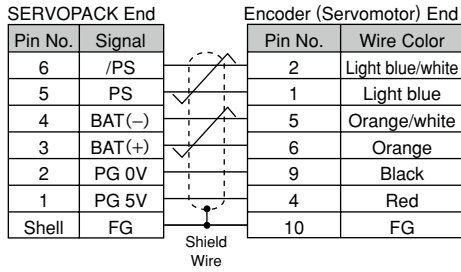 SERVOPACK End Encoder (Servomotor) End
Pin No. Signal Pin No. Wire Color
6 /PS 2 Light blue/white
5 PS 1 Light blue
4 BAT(−) 5 Orange/white
3 BAT(+) 6 Orange
2 PG 0V 9 Black
1 PG 5V 4 Red
Shell FG 10 FG
Shield
Wire